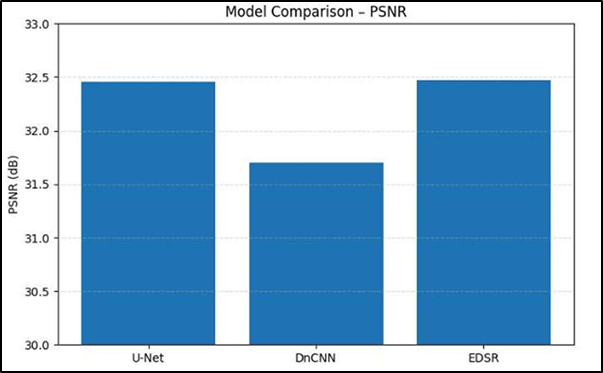 Model Comparison – PSNR
33.0
32.5
32.0
31.5
31.0
30.5
30.0
PSNR (dB)
U-Net
DnCNN
EDSR